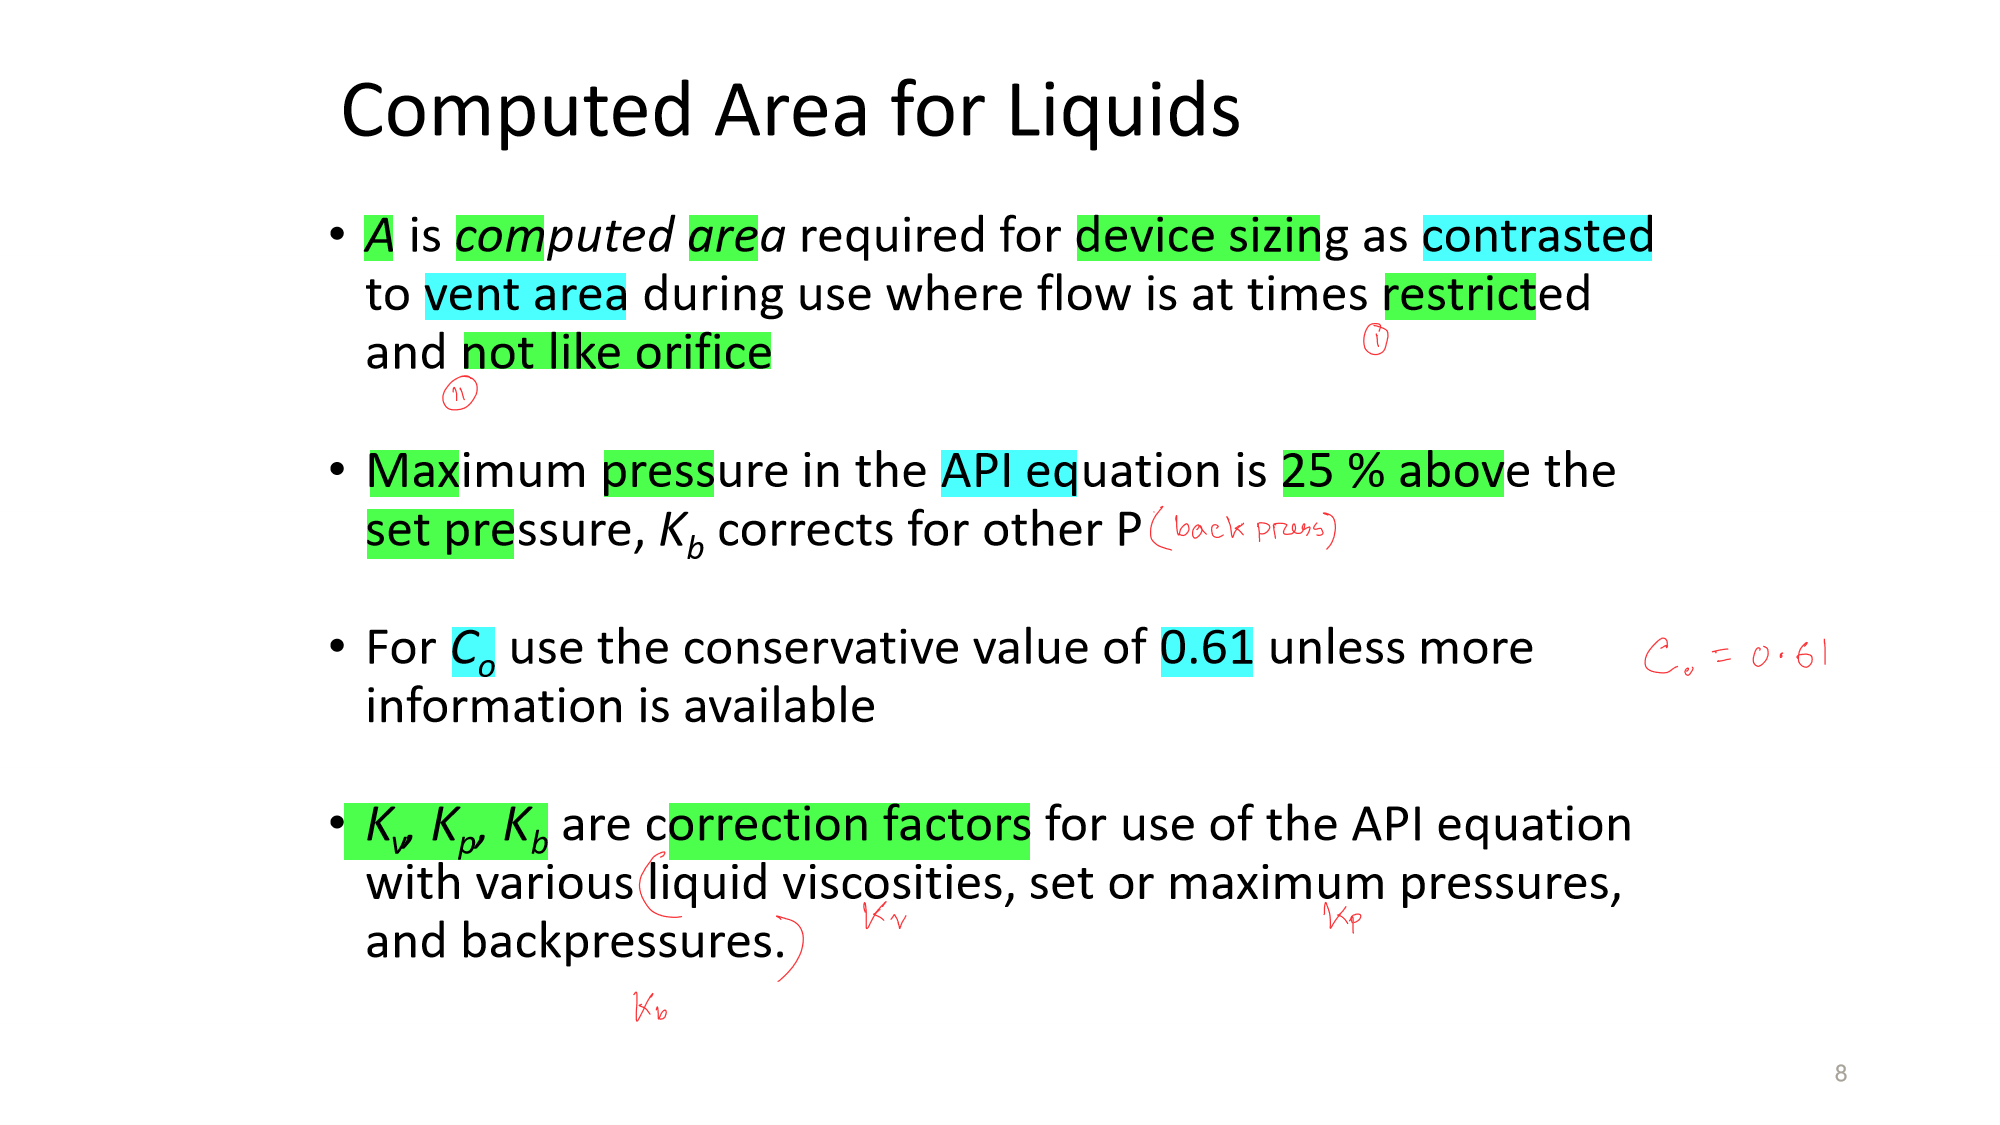 Computed Area for Liquids
• A is computed area required for device sizing as contrasted
to vent area during use where flow is at times restricted
i
and not like orifice
ii
• Maximum pressure in the API equation is 25 % above the
set pressure, Kb corrects for other P (back press)
• For Co use the conservative value of 0.61 unless more
Co = 0.61
information is available
• Kv, Kp, Kb are correction factors for use of the API equation
with various (liquid viscosities, set or maximum pressures,
Kv Kp
and backpressures.)
Kb
8